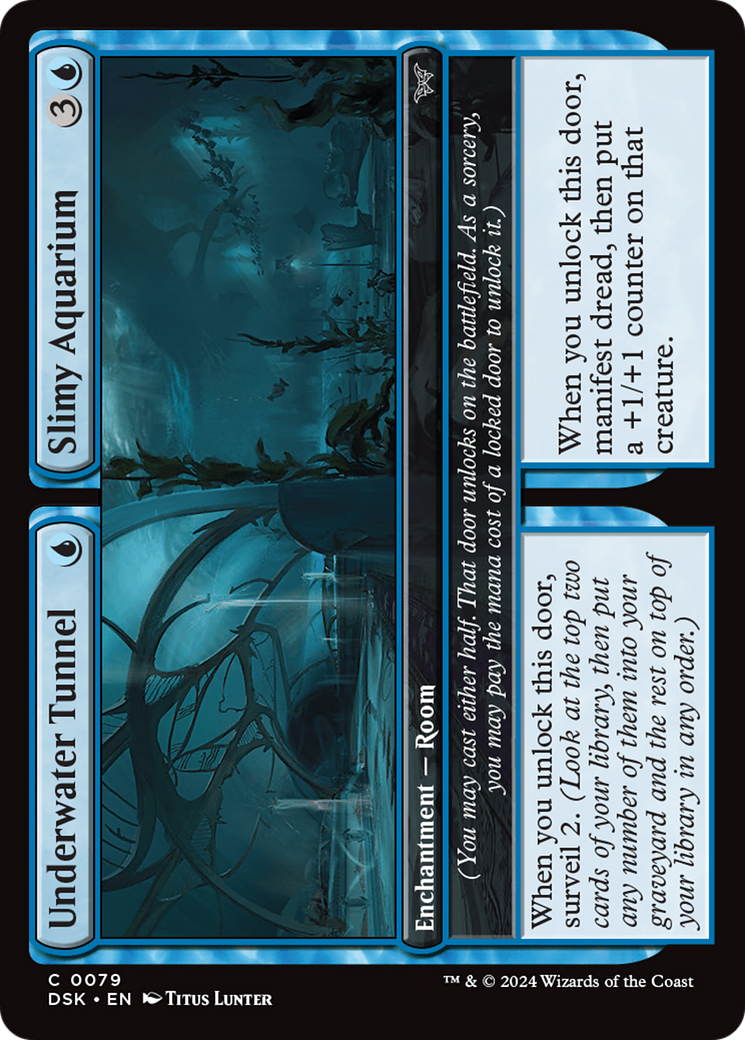 Underwater Tunnel
Enchantment — Room
(You may cast either half. That door unlocks on the battlefield. As a sorcery,
you may pay the mana cost of a locked door to unlock it.)
When you unlock this door,
surveil 2. (Look at the top two
cards of your library, then put
any number of them into your
graveyard and the rest on top of
your library in any order.)
Slimy Aquarium 3
When you unlock this door,
manifest dread, then put
a +1/+1 counter on that
creature.
C 0079
DSK • EN Titus Lunter
™ & © 2024 Wizards of the Coast